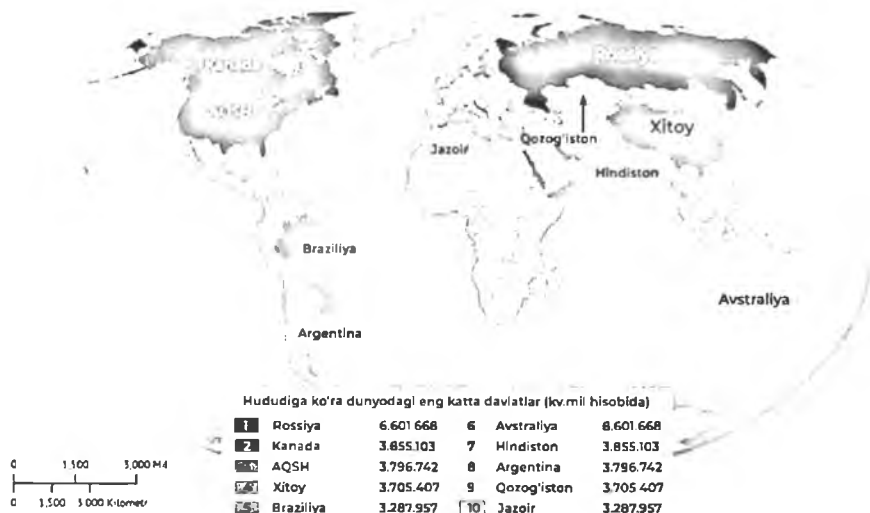 Kanada
Rossiya
AQSH
Xitoy
Qozog'iston
Jazoir
Hindiston
Braziliya
Avstraliya
Argentina
Hududiga ko'ra dunyodagi eng katta davlatlar (kv.mil hisobida)
1 Rossiya 6.601.668 6 Avstraliya 6.601.668
2 Kanada 3.855.103 7 Hindiston 3.855.103
AQSH 3.796.742 8 Argentina 3.796.742
Xitoy 3.705.407 9 Qozog'iston 3.705.407
Braziliya 3.287.957 10 Jazoir 3.287.957
0 1,500 3,000 Mil
0 1,500 3 000 Kilometr